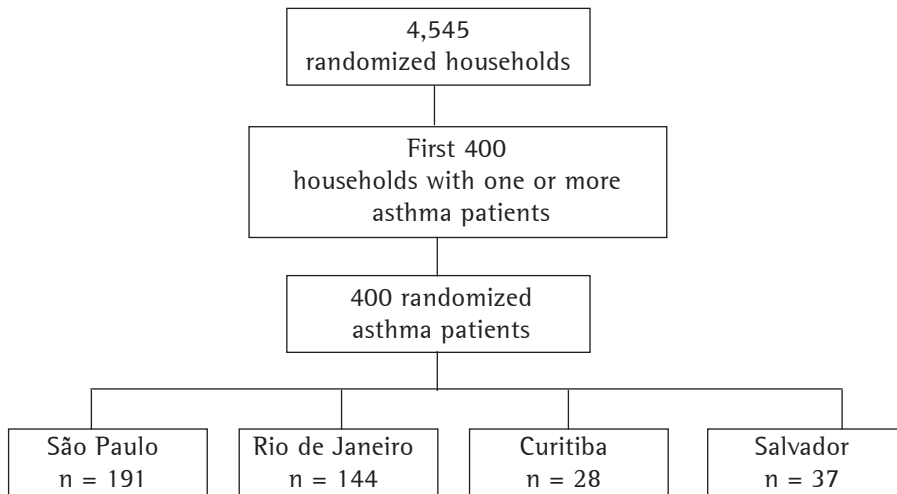 4,545
randomized households
First 400
households with one or more
asthma patients
400 randomized
asthma patients
São Paulo
n = 191
Rio de Janeiro
n = 144
Curitiba
n = 28
Salvador
n = 37